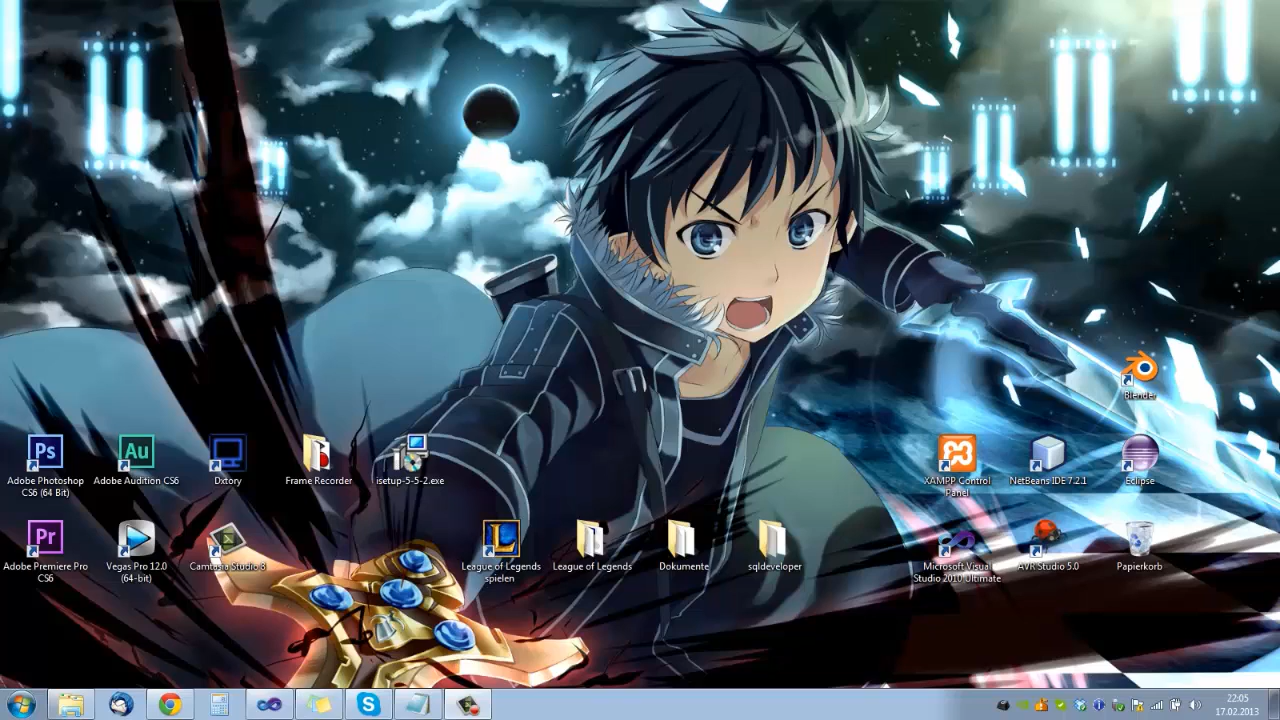 Blender
Ps
Adobe Photoshop
CS6 (64 Bit)
Au
Adobe Audition CS6
Dxtory
Frame Recorder
isetup-5-5-2.exe
XAMPP Control
Panel
NetBeans IDE 7.2.1
Eclipse
Pr
Adobe Premiere Pro
CS6
Vegas Pro 12.0
(64-bit)
Camtasia Studio 8
L
League of Legends
spielen
League of Legends
Dokumente
sqldeveloper
Microsoft Visual
Studio 2010 Ultimate
AVR Studio 5.0
Papierkorb
22:05
17.02.2013